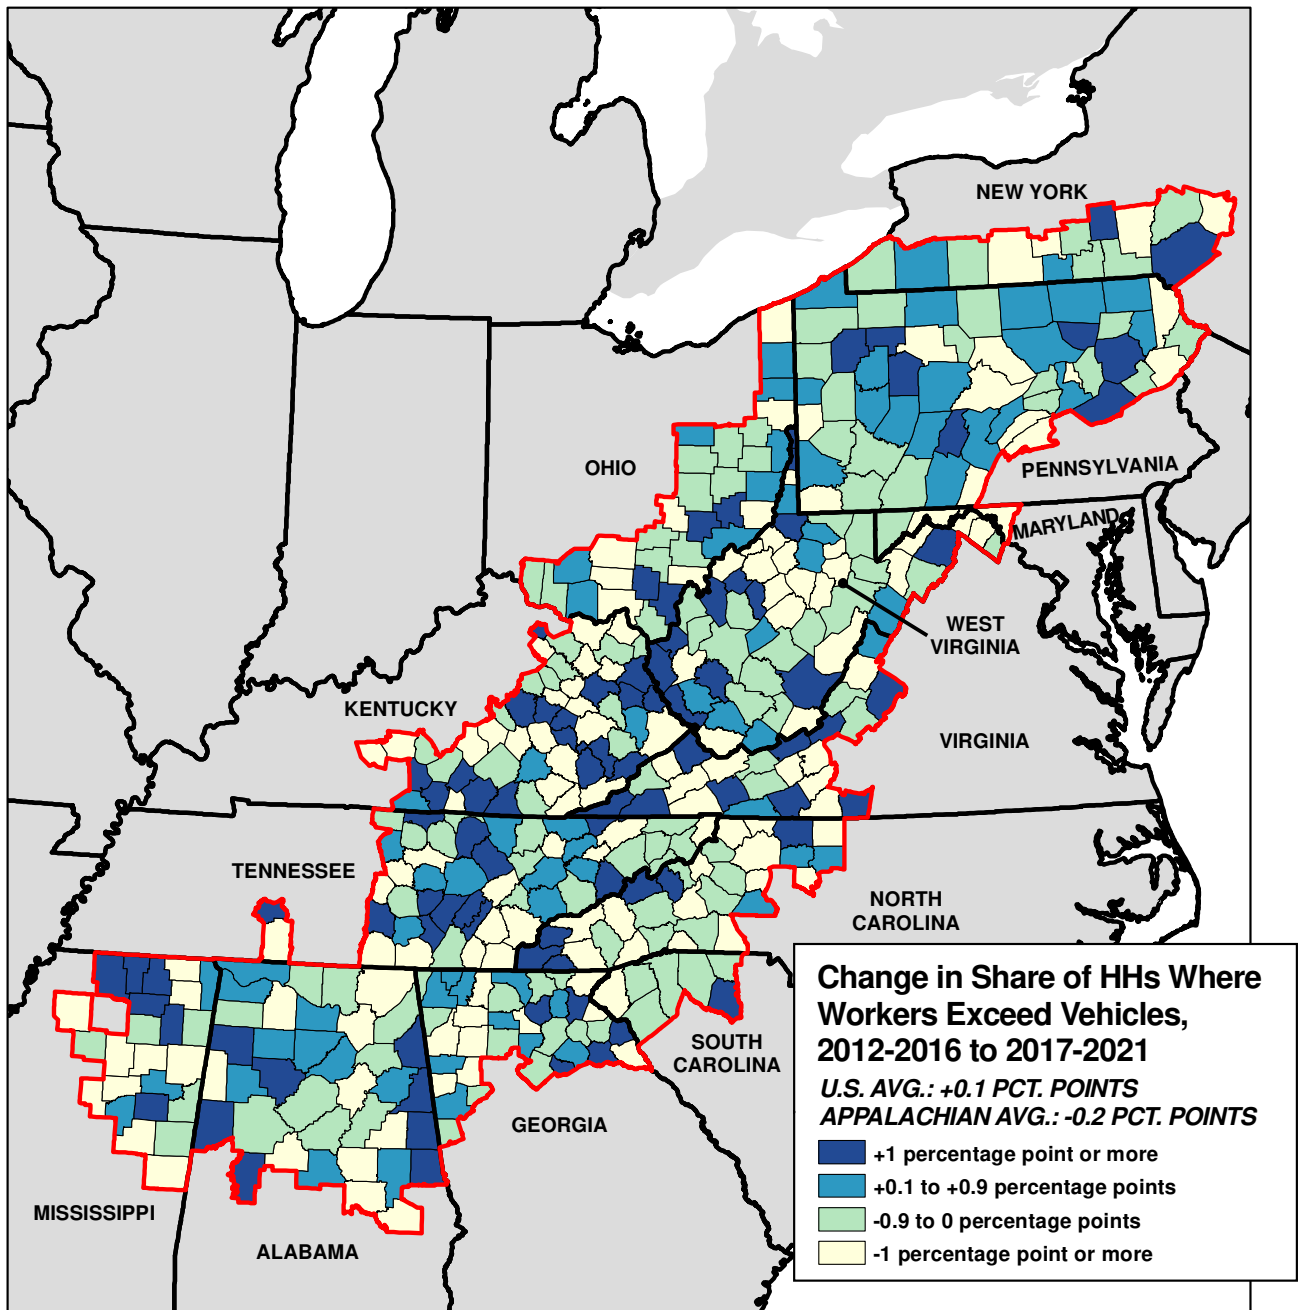 NEW YORK
OHIO
PENNSYLVANIA
MARYLAND
WEST
VIRGINIA
KENTUCKY
VIRGINIA
TENNESSEE
NORTH
CAROLINA
SOUTH
CAROLINA
GEORGIA
MISSISSIPPI
ALABAMA
Change in Share of HHs Where
Workers Exceed Vehicles,
2012-2016 to 2017-2021
U.S. AVG.: +0.1 PCT. POINTS
APPALACHIAN AVG.: -0.2 PCT. POINTS
+1 percentage point or more
+0.1 to +0.9 percentage points
-0.9 to 0 percentage points
-1 percentage point or more